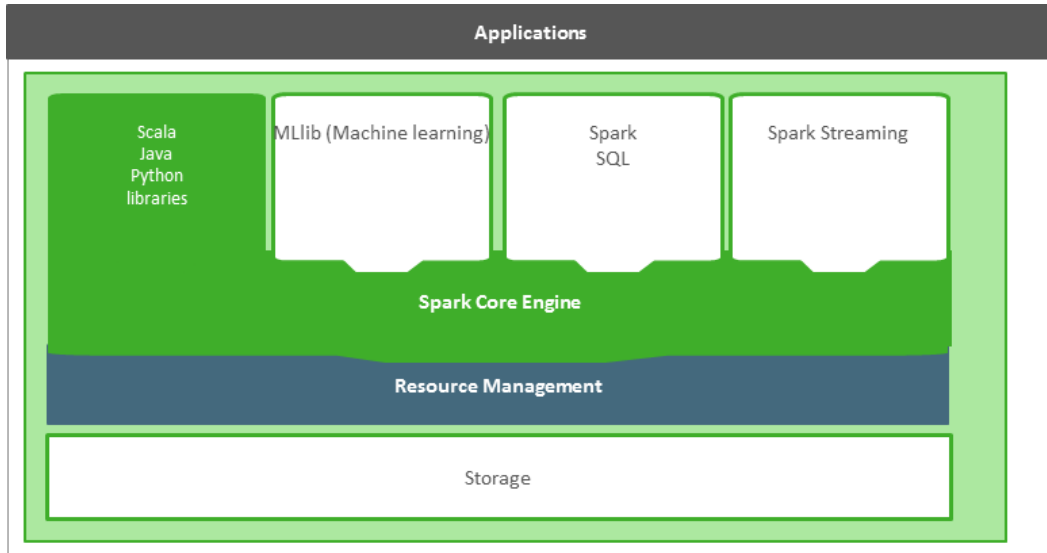 Applications
Scala
Java
Python
libraries
MLlib (Machine learning)
Spark
SQL
Spark Streaming
Spark Core Engine
Resource Management
Storage